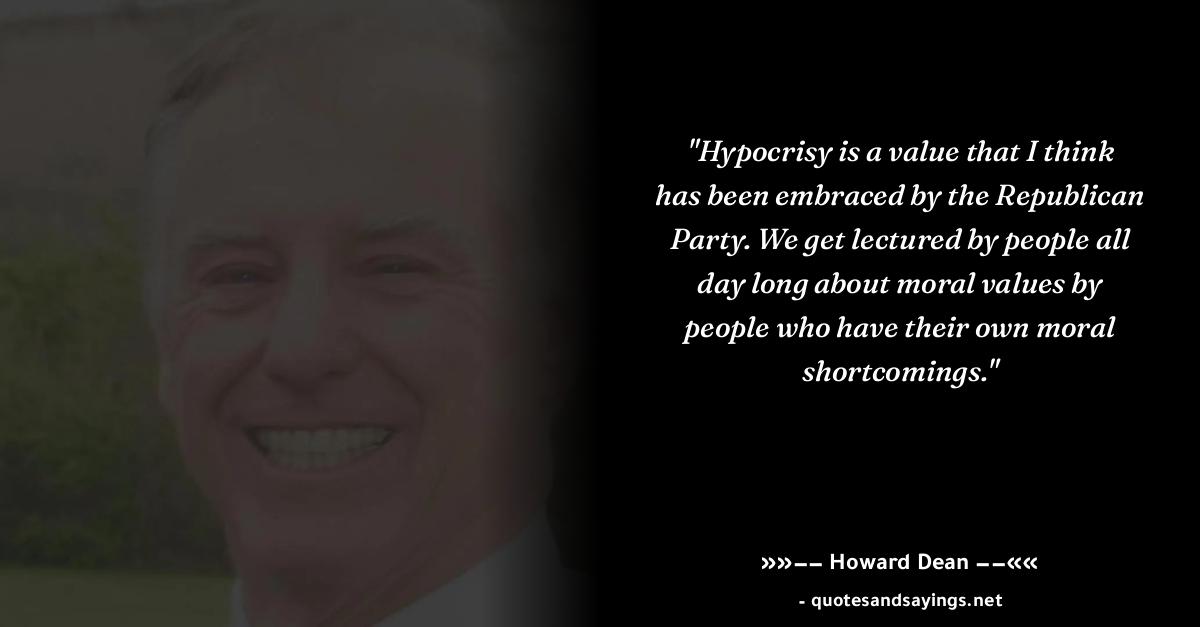 "Hypocrisy is a value that I think
has been embraced by the Republican
Party. We get lectured by people all
day long about moral values by
people who have their own moral
shortcomings."
»»−− Howard Dean −−««
- quotesandsayings.net